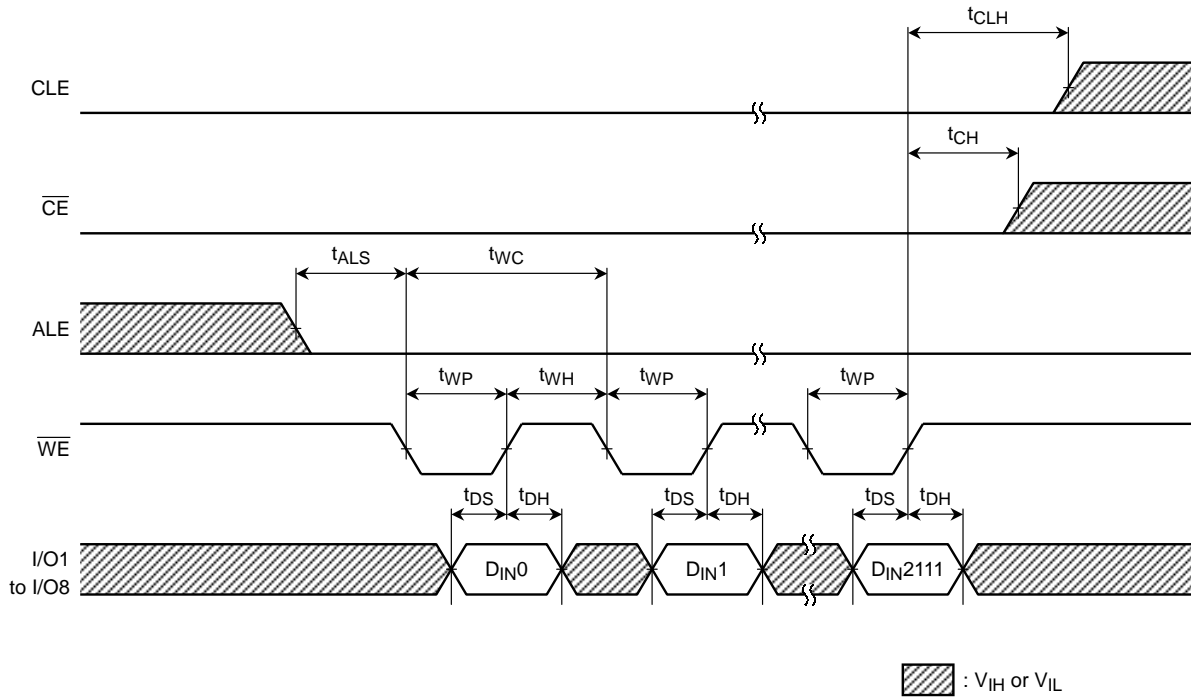 tCLH
CLE
tCH
CE
tALS
tWC
ALE
tWP
tWH
tWP
tWP
WE
tDS
tDH
tDS
tDH
tDS
tDH
I/O1
to I/O8
DIN0
DIN1
DIN2111
: VIH or VIL